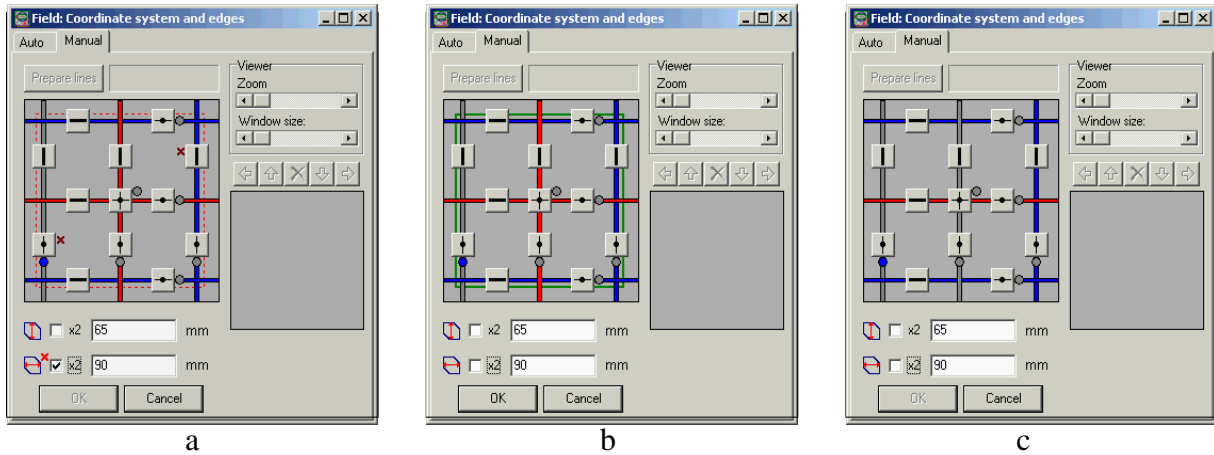 Field: Coordinate system and edges
Auto Manual
Prepare lines
Viewer
Zoom
Window size:
x2 65 mm
x2 90 mm
OK Cancel
a
Field: Coordinate system and edges
Auto Manual
Prepare lines
Viewer
Zoom
Window size:
x2 65 mm
x2 90 mm
OK Cancel
b
Field: Coordinate system and edges
Auto Manual
Prepare lines
Viewer
Zoom
Window size:
x2 65 mm
x2 90 mm
OK Cancel
c